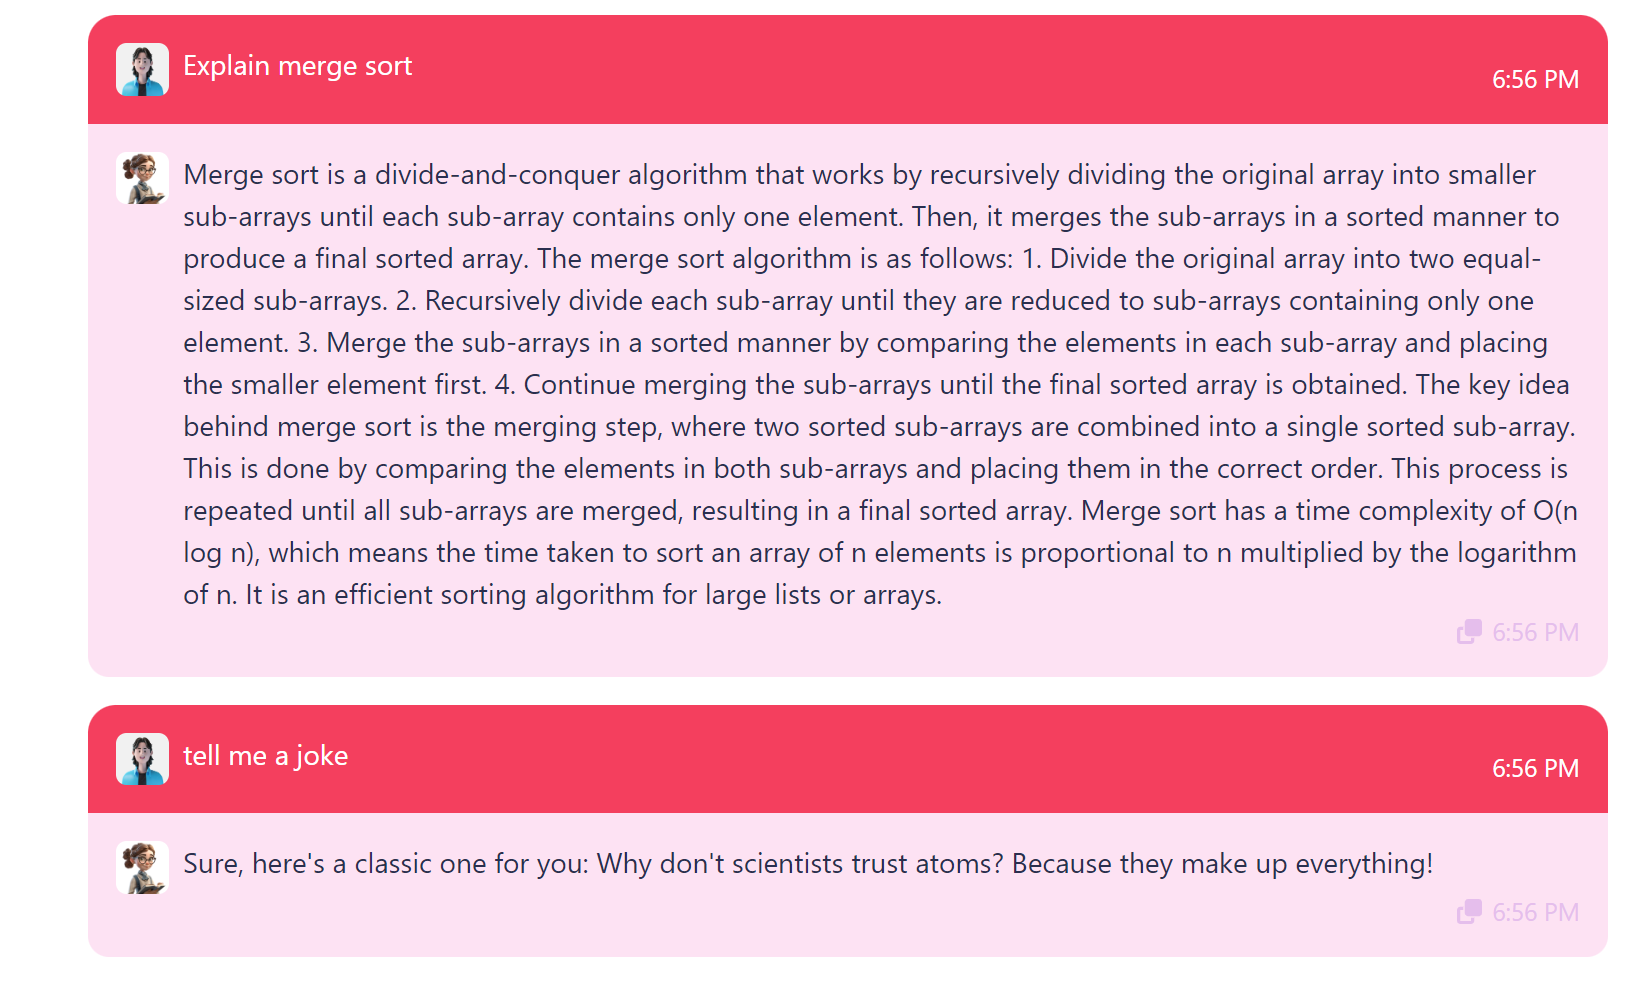 Explain merge sort
6:56 PM
Merge sort is a divide-and-conquer algorithm that works by recursively dividing the original array into smaller
sub-arrays until each sub-array contains only one element. Then, it merges the sub-arrays in a sorted manner to
produce a final sorted array. The merge sort algorithm is as follows: 1. Divide the original array into two equal-
sized sub-arrays. 2. Recursively divide each sub-array until they are reduced to sub-arrays containing only one
element. 3. Merge the sub-arrays in a sorted manner by comparing the elements in each sub-array and placing
the smaller element first. 4. Continue merging the sub-arrays until the final sorted array is obtained. The key idea
behind merge sort is the merging step, where two sorted sub-arrays are combined into a single sorted sub-array.
This is done by comparing the elements in both sub-arrays and placing them in the correct order. This process is
repeated until all sub-arrays are merged, resulting in a final sorted array. Merge sort has a time complexity of O(n
log n), which means the time taken to sort an array of n elements is proportional to n multiplied by the logarithm
of n. It is an efficient sorting algorithm for large lists or arrays.
6:56 PM
tell me a joke
6:56 PM
Sure, here's a classic one for you: Why don't scientists trust atoms? Because they make up everything!
6:56 PM